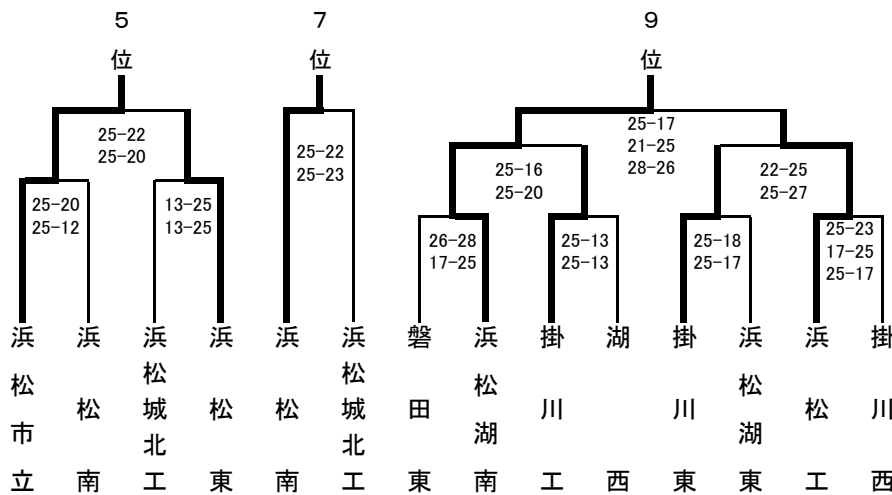 5位
7位
9位
25-22
25-20
25-20
25-12
13-25
13-25
25-22
25-23
25-17
21-25
28-26
25-16
25-20
22-25
25-27
26-28
17-25
25-13
25-13
25-18
25-17
25-23
17-25
25-17
浜松市立
浜松南
浜松城北工
浜松東
浜松南
浜松城北工
磐田東
浜松湖南
掛川工
湖西
掛川東
浜松湖東
浜松工
掛川西